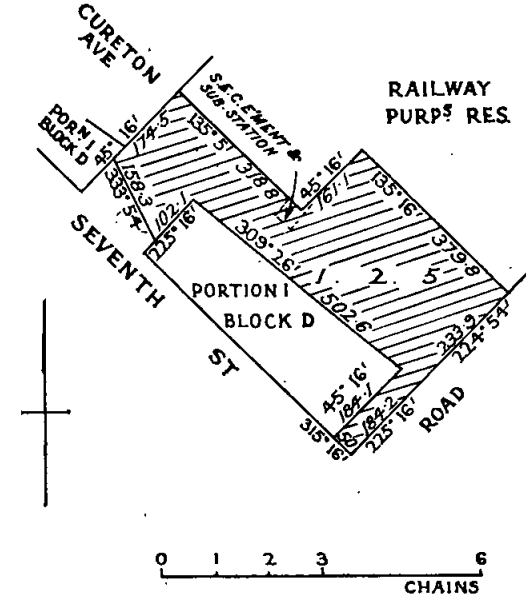 CURETON
AVE
S.E.C. E'MENT &
SUB-STATION
RAILWAY
PURPS RES.
PORN I
BLOCK D
45° 16'
174.5
135° 5'
318.8
45° 16'
161.1
135° 16'
379.8
158.3
333° 54'
102.1
225° 16'
309° 26'
502.6
1. 2. 5
SEVENTH
ST
PORTION I
BLOCK D
233.9
224° 54'
45° 16'
184.1
184.2
225° 16'
50
315° 16'
ROAD
0 1 2 3 6
CHAINS